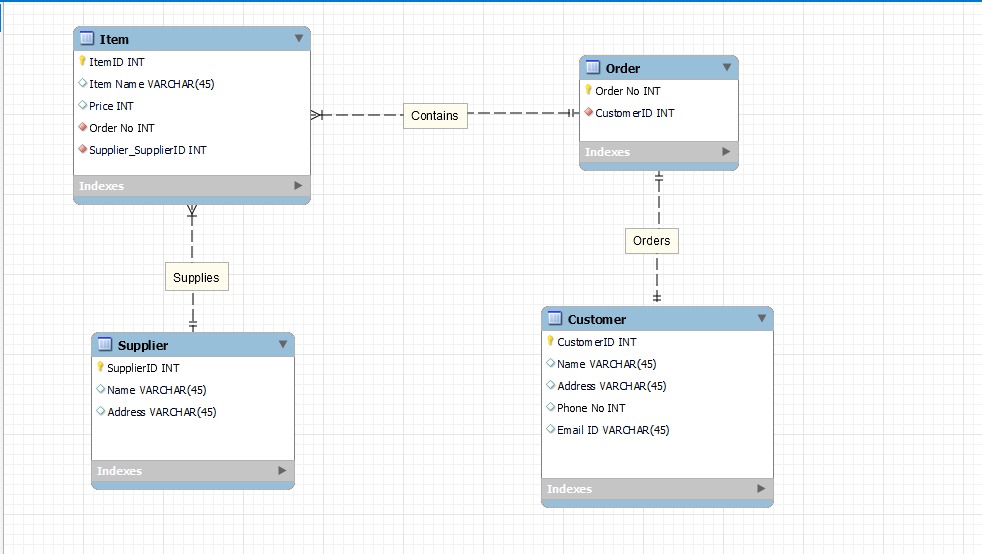 Item
ItemID INT
Item Name VARCHAR(45)
Price INT
Order No INT
Supplier_SupplierID INT
Indexes
Contains
Order
Order No INT
CustomerID INT
Indexes
Supplies
Orders
Supplier
SupplierID INT
Name VARCHAR(45)
Address VARCHAR(45)
Indexes
Customer
CustomerID INT
Name VARCHAR(45)
Address VARCHAR(45)
Phone No INT
Email ID VARCHAR(45)
Indexes